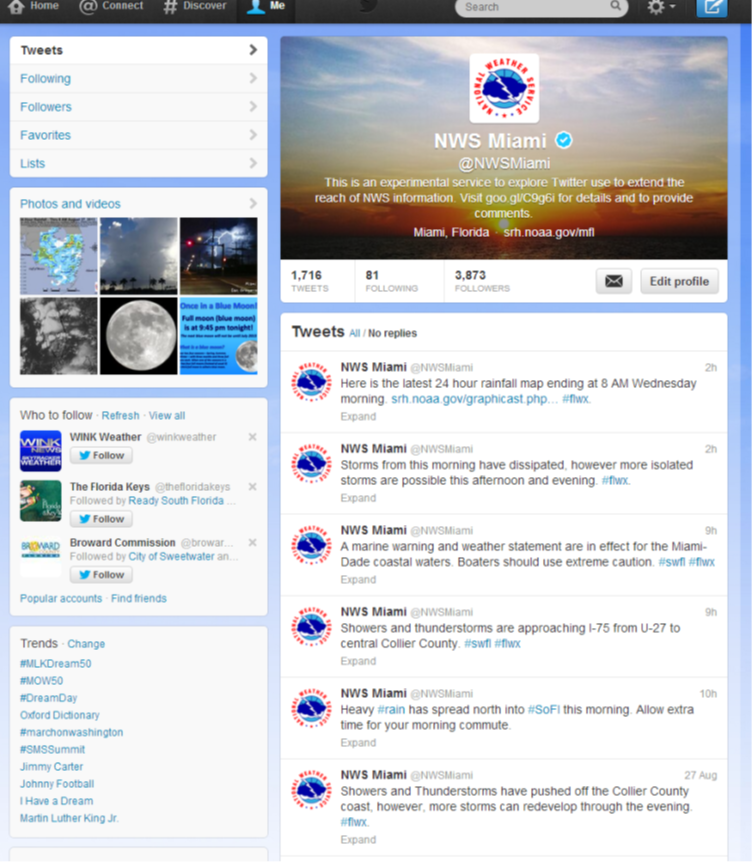 Home
Connect
Discover
Me
Search
Tweets
Following
Followers
Favorites
Lists
Photos and videos
Once in a Blue Moon!
Full moon (blue moon)
is at 9:45 pm tonight!
Who to follow · Refresh · View all
WINK NEWS
WEATHER
WINK Weather @winkweather
Follow
The Florida Keys @thefloridakeys
Followed by Ready South Florida ...
Follow
BROWARD
Broward Commission @browar...
Followed by City of Sweetwater an...
Follow
Popular accounts · Find friends
Trends · Change
#MLKDream50
#MOW50
#DreamDay
Oxford Dictionary
#marchonwashington
#SMSSummit
Jimmy Carter
Johnny Football
I Have a Dream
Martin Luther King Jr.
NATIONAL WEATHER SERVICE
NWS Miami
@NWSMiami
This is an experimental service to explore Twitter use to extend the
reach of NWS information. Visit goo.gl/C9g6i for details and to provide
comments.
Miami, Florida · srh.noaa.gov/mfl
1,716
TWEETS
81
FOLLOWING
3,873
FOLLOWERS
Edit profile
Tweets All / No replies
NWS Miami @NWSMiami 2h
Here is the latest 24 hour rainfall map ending at 8 AM Wednesday
morning. srh.noaa.gov/graphicast.php... #flwx.
Expand
NWS Miami @NWSMiami 2h
Storms from this morning have dissipated, however more isolated
storms are possible this afternoon and evening. #flwx.
Expand
NWS Miami @NWSMiami 9h
A marine warning and weather statement are in effect for the Miami-
Dade coastal waters. Boaters should use extreme caution. #swfl #flwx
Expand
NWS Miami @NWSMiami 9h
Showers and thunderstorms are approaching I-75 from U-27 to
central Collier County. #swfl #flwx
Expand
NWS Miami @NWSMiami 10h
Heavy #rain has spread north into #SoFl this morning. Allow extra
time for your morning commute.
Expand
NWS Miami @NWSMiami 27 Aug
Showers and Thunderstorms have pushed off the Collier County
coast, however, more storms can redevelop through the evening.
#flwx.
Expand